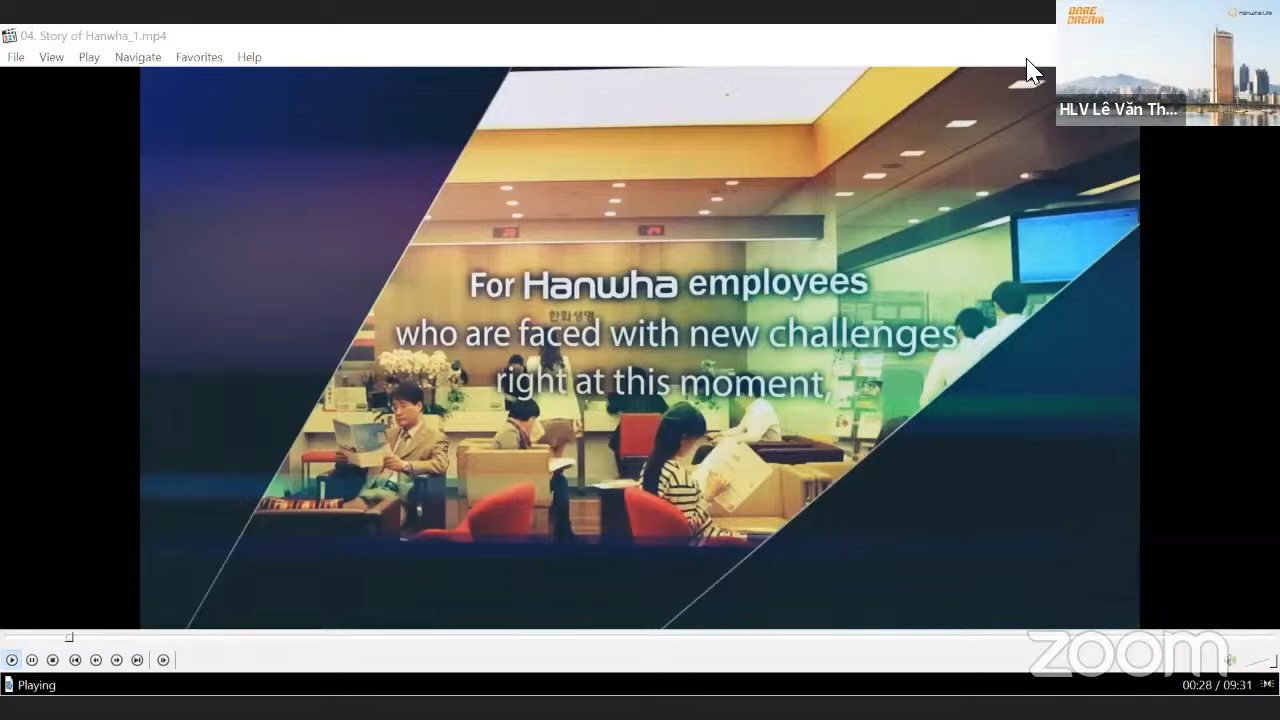 04. Story of Hanwha_1.mp4
File View Play Navigate Favorites Help
DARE
DREAM
Hanwha Life
HLV Lê Văn Th...
For Hanwha employees
한화생명
who are faced with new challenges
right at this moment,
zoom
Playing
00:28 / 09:31